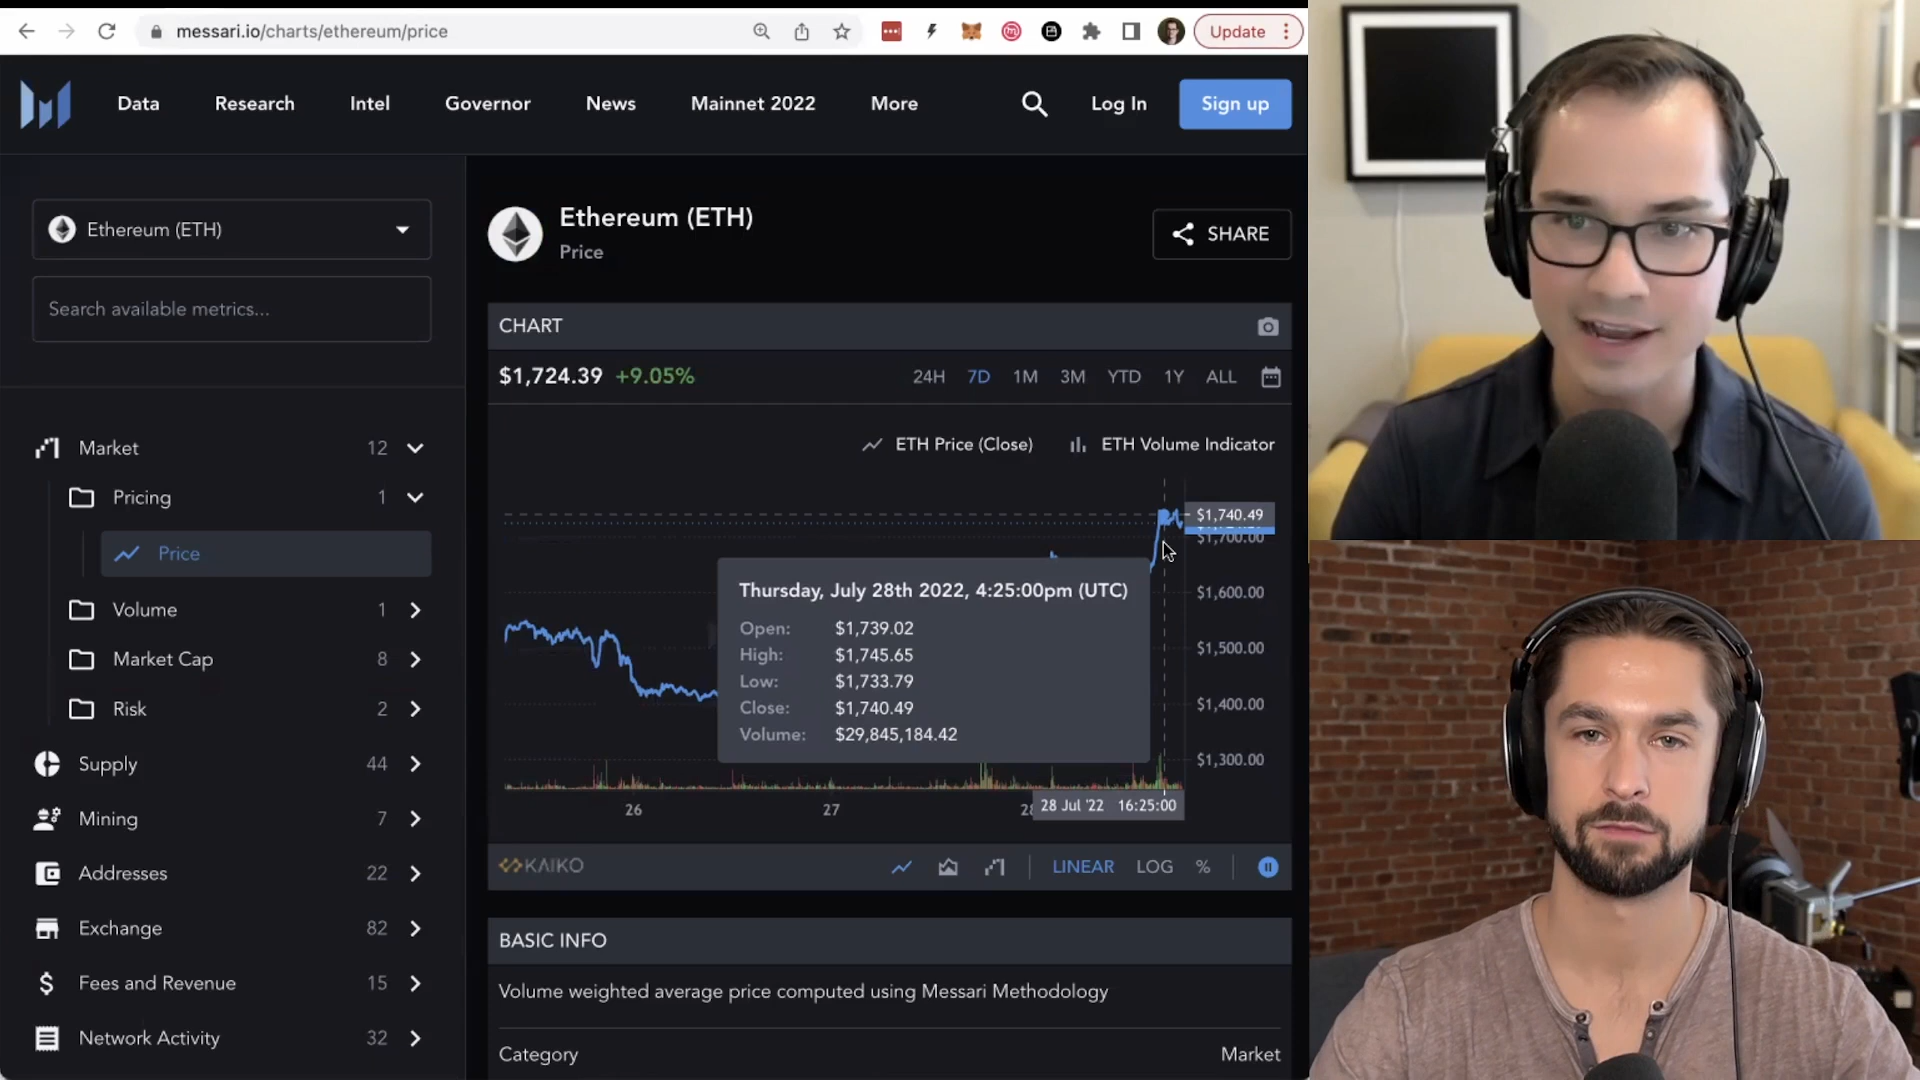 messari.io/charts/ethereum/price
Update
Data Research Intel Governor News Mainnet 2022 More Log In Sign up
Ethereum (ETH)
Search available metrics...
Market 12
Pricing 1
Price
Volume 1
Market Cap 8
Risk 2
Supply 44
Mining 7
Addresses 22
Exchange 82
Fees and Revenue 15
Network Activity 32
Ethereum (ETH)
Price
SHARE
CHART
$1,724.39 +9.05%
24H 7D 1M 3M YTD 1Y ALL
ETH Price (Close) ETH Volume Indicator
$1,740.49
$1,700.00
$1,600.00
$1,500.00
$1,400.00
$1,300.00
Thursday, July 28th 2022, 4:25:00pm (UTC)
Open: $1,739.02
High: $1,745.65
Low: $1,733.79
Close: $1,740.49
Volume: $29,845,184.42
26 27 28 Jul '22 16:25:00
KAIKO
LINEAR LOG %
BASIC INFO
Volume weighted average price computed using Messari Methodology
Category Market